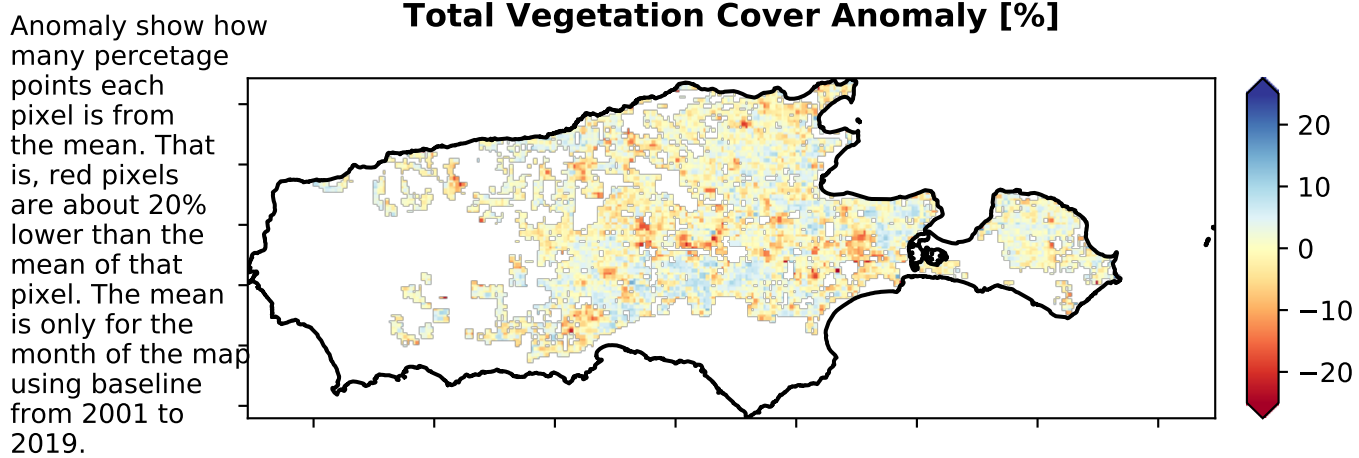 Total Vegetation Cover Anomaly [%]
Anomaly show how
many percetage
points each
pixel is from
the mean. That
is, red pixels
are about 20%
lower than the
mean of that
pixel. The mean
is only for the
month of the map
using baseline
from 2001 to
2019.
20
10
0
−10
−20